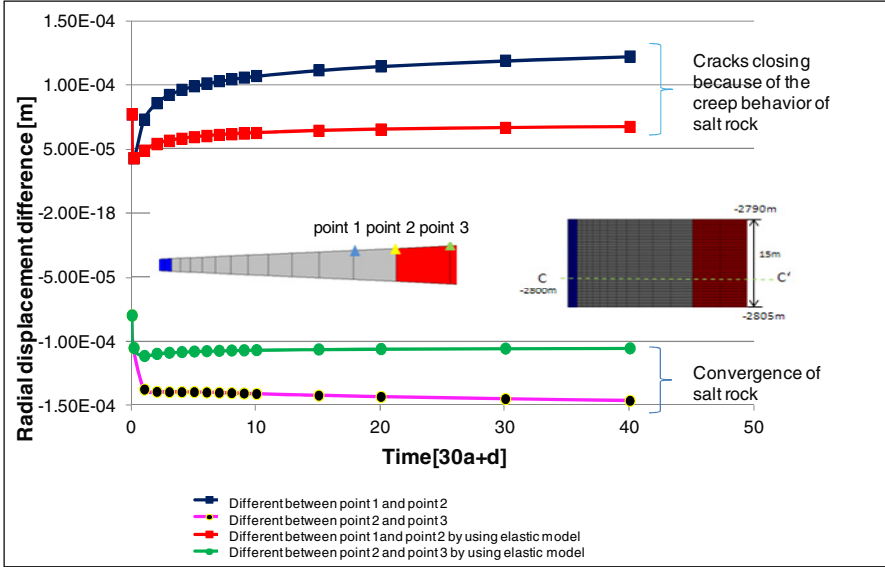 1.50E-04
1.00E-04
5.00E-05
-2.00E-18
-5.00E-05
-1.00E-04
-1.50E-04
Radial displacement difference [m]
Cracks closing
because of the
creep behavior of
salt rock
point 1 point 2 point 3
-2790m
15m
C
C'
-2800m
-2805m
Convergence of
salt rock
0
10
20
30
40
50
Time[30a+d]
Different between point 1 and point 2
Different between point 2 and point 3
Different between point 1and point 2 by using elastic model
Different between point 2 and point 3 by using elastic model